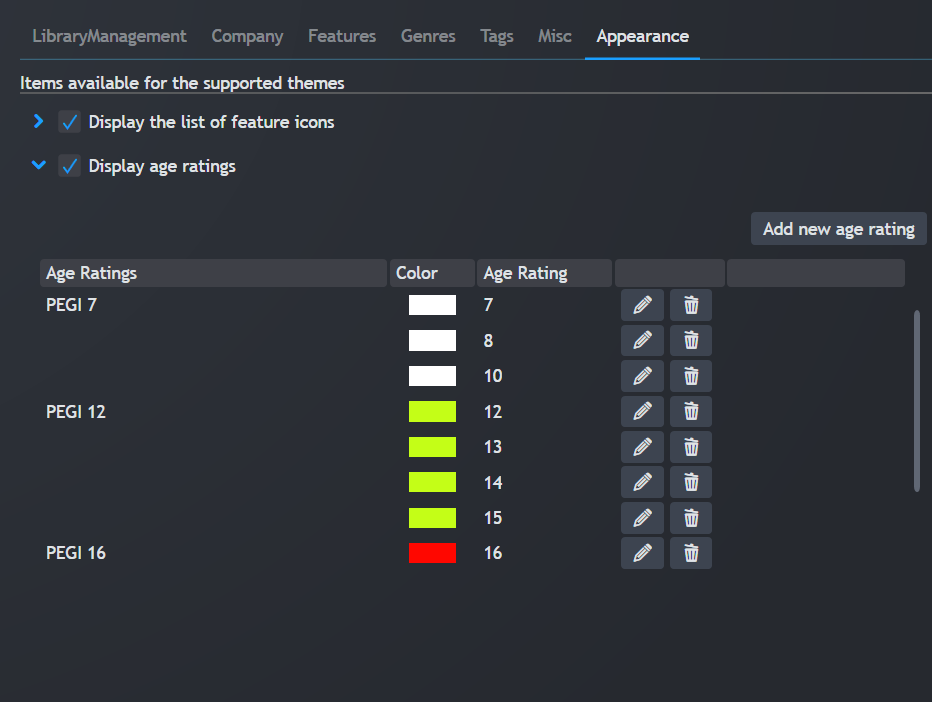 LibraryManagement Company Features Genres Tags Misc Appearance
Items available for the supported themes
Display the list of feature icons
Display age ratings
Add new age rating
Age Ratings Color Age Rating
PEGI 7 7
8
10
PEGI 12 12
13
14
15
PEGI 16 16